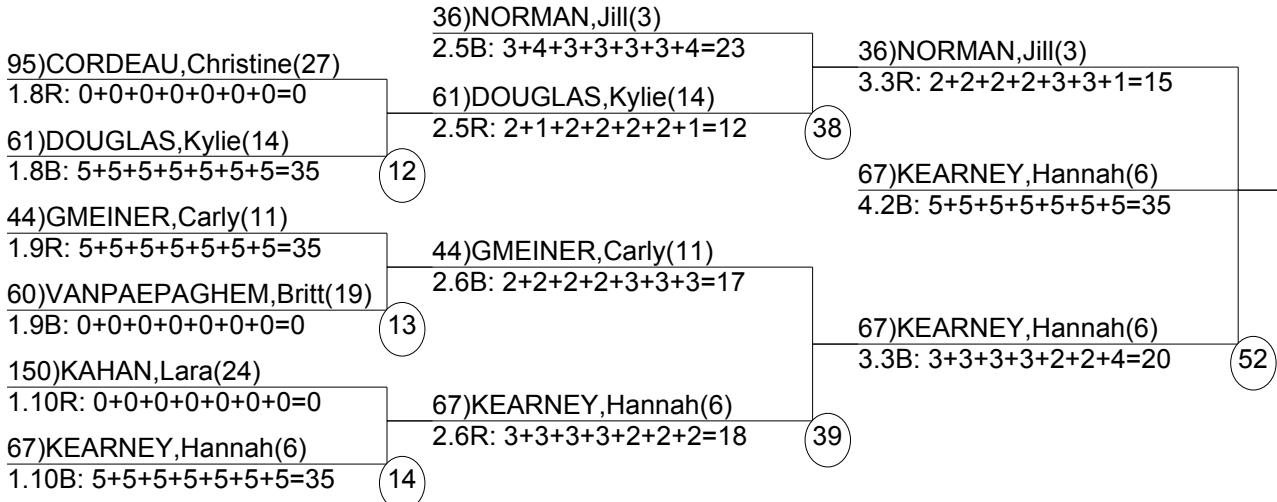 95)CORDEAU,Christine(27)
1.8R: 0+0+0+0+0+0+0=0
61)DOUGLAS,Kylie(14)
1.8B: 5+5+5+5+5+5+5=35
12
44)GMEINER,Carly(11)
1.9R: 5+5+5+5+5+5+5=35
60)VANPAEPAGHEM,Britt(19)
1.9B: 0+0+0+0+0+0+0=0
13
150)KAHAN,Lara(24)
1.10R: 0+0+0+0+0+0+0=0
67)KEARNEY,Hannah(6)
1.10B: 5+5+5+5+5+5+5=35
14
36)NORMAN,Jill(3)
2.5B: 3+4+3+3+3+3+4=23
61)DOUGLAS,Kylie(14)
2.5R: 2+1+2+2+2+2+1=12
38
44)GMEINER,Carly(11)
2.6B: 2+2+2+2+3+3+3=17
67)KEARNEY,Hannah(6)
2.6R: 3+3+3+3+2+2+2=18
39
36)NORMAN,Jill(3)
3.3R: 2+2+2+2+3+3+1=15
67)KEARNEY,Hannah(6)
4.2B: 5+5+5+5+5+5+5=35
67)KEARNEY,Hannah(6)
3.3B: 3+3+3+3+2+2+4=20
52